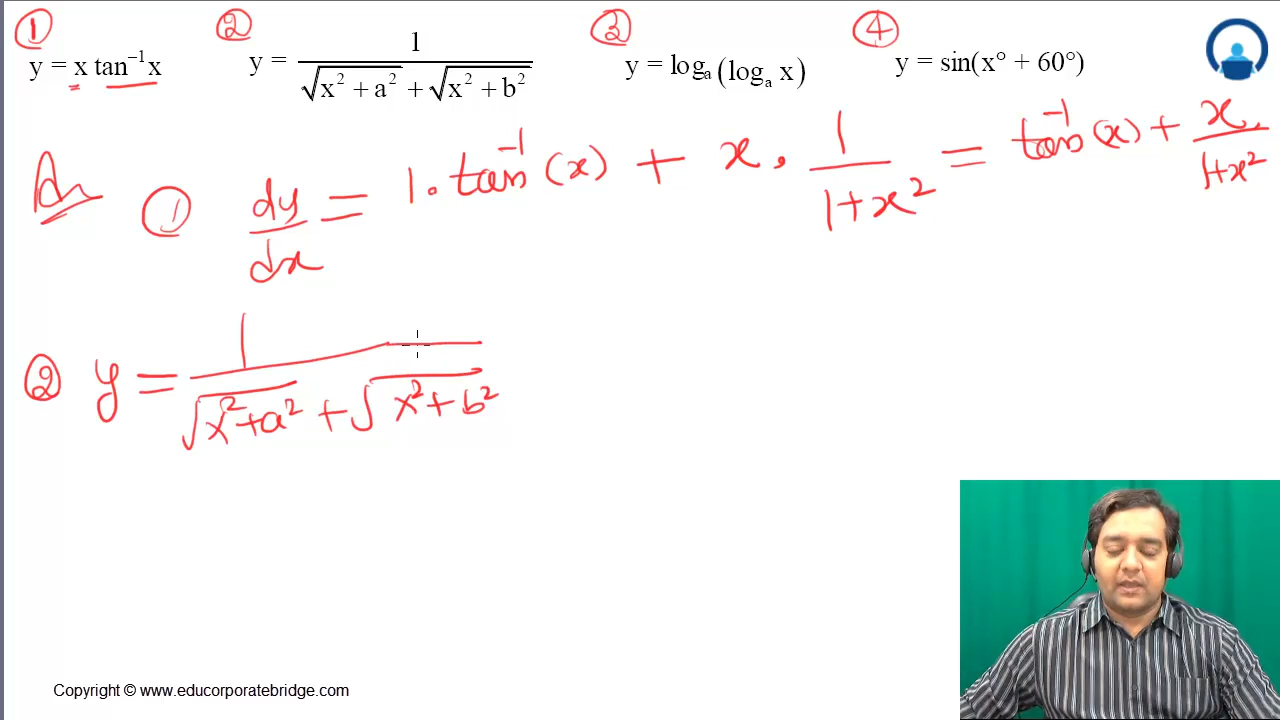 ① ② ③ ④
y = x tan⁻¹x y = 1/(√(x² + a²) + √(x² + b²)) y = logₐ(logₐ x) y = sin(x° + 60°)
① dy/dx = 1 · tan⁻¹(x) + x · 1/(1+x²) = tan⁻¹(x) + x/(1+x²)
② y = 1/(√(x²+a²) + √(x²+b²))
Copyright © www.educorporatebridge.com